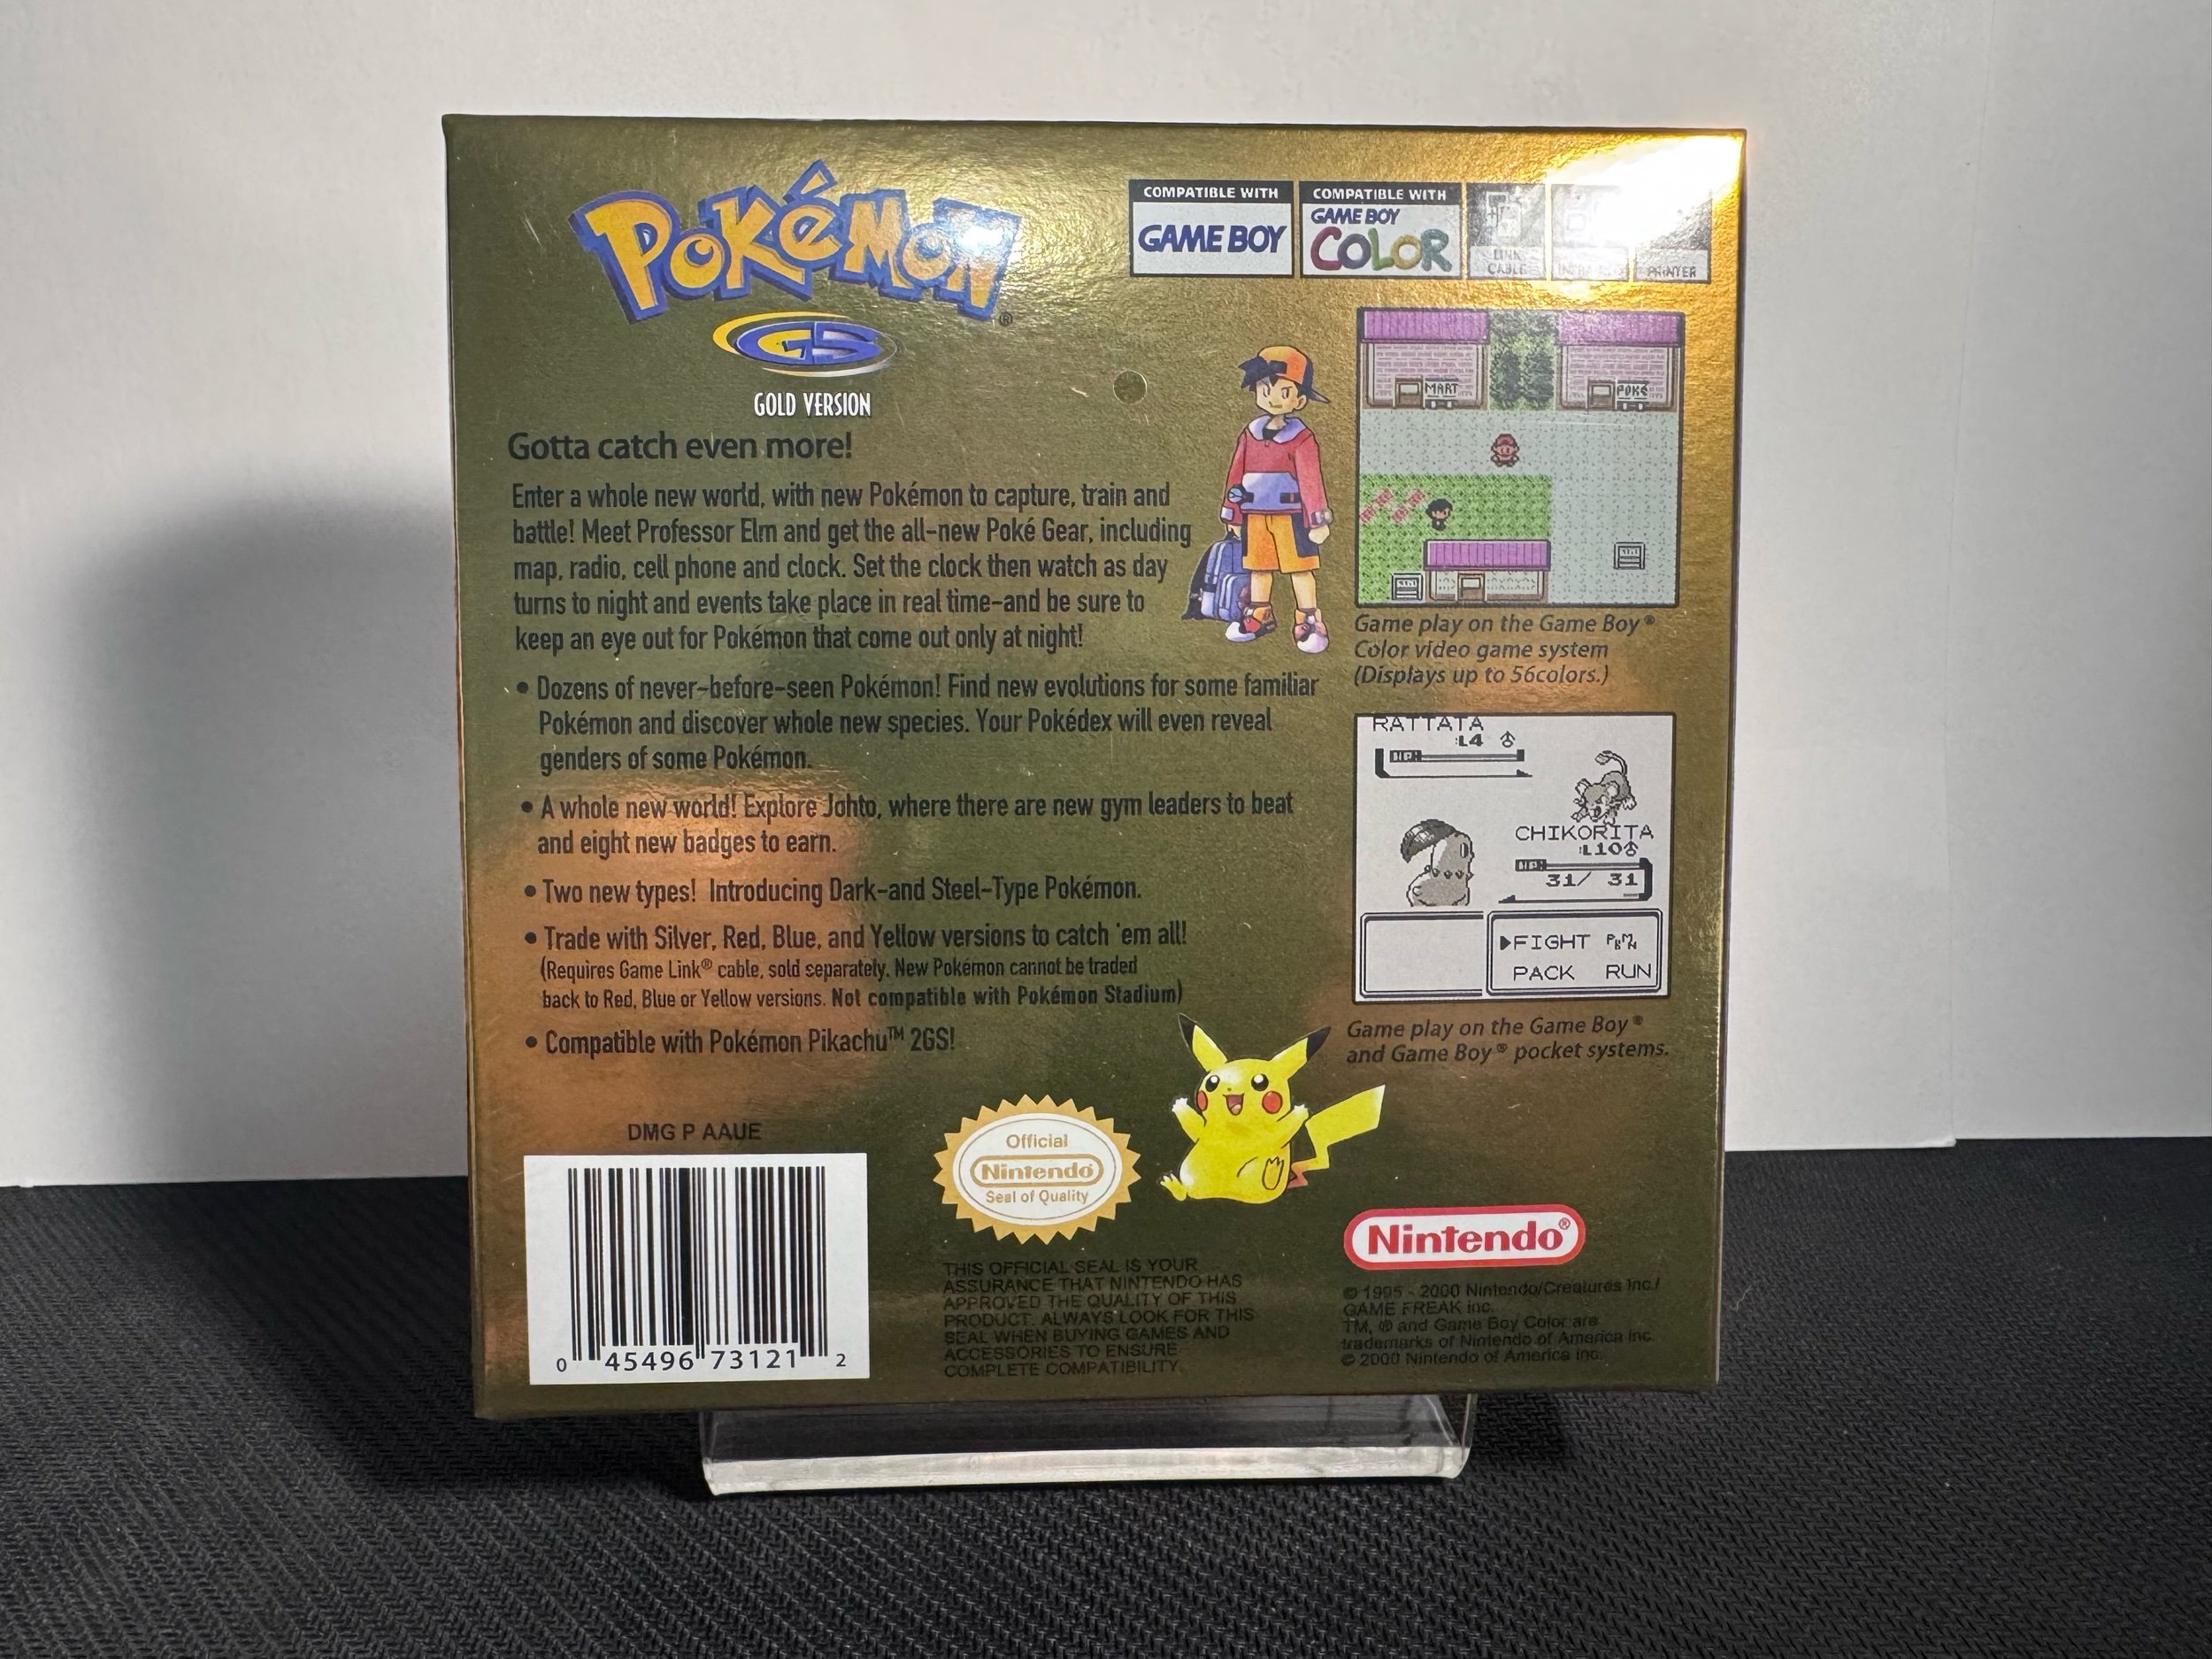 POKéMON®
GS
GOLD VERSION
COMPATIBLE WITH
GAME BOY
COMPATIBLE WITH
GAME BOY
COLOR
LINK
CABLE
PRINTER
Gotta catch even more!
Enter a whole new world, with new Pokémon to capture, train and
battle! Meet Professor Elm and get the all-new Poké Gear, including
map, radio, cell phone and clock. Set the clock then watch as day
turns to night and events take place in real time-and be sure to
keep an eye out for Pokémon that come out only at night!
• Dozens of never-before-seen Pokémon! Find new evolutions for some familiar
Pokémon and discover whole new species. Your Pokédex will even reveal
genders of some Pokémon.
• A whole new world! Explore Johto, where there are new gym leaders to beat
and eight new badges to earn.
• Two new types! Introducing Dark-and Steel-Type Pokémon.
• Trade with Silver, Red, Blue, and Yellow versions to catch 'em all!
(Requires Game Link® cable, sold separately. New Pokémon cannot be traded
back to Red, Blue or Yellow versions. Not compatible with Pokémon Stadium)
• Compatible with Pokémon Pikachu™ 2GS!
MART
POKé
Game play on the Game Boy®
Color video game system
(Displays up to 56colors.)
RATTATA
:L4 ♂
HP:
CHIKORITA
:L10♂
HP:
31/ 31
▶FIGHT PKMN
PACK RUN
Game play on the Game Boy®
and Game Boy® pocket systems.
DMG P AAUE
0 45496 73121 2
Official
Nintendo
Seal of Quality
THIS OFFICIAL SEAL IS YOUR
ASSURANCE THAT NINTENDO HAS
APPROVED THE QUALITY OF THIS
PRODUCT. ALWAYS LOOK FOR THIS
SEAL WHEN BUYING GAMES AND
ACCESSORIES TO ENSURE
COMPLETE COMPATIBILITY.
Nintendo®
© 1995 - 2000 Nintendo/Creatures Inc./
GAME FREAK inc.
TM, ® and Game Boy Color are
trademarks of Nintendo of America Inc.
© 2000 Nintendo of America Inc.